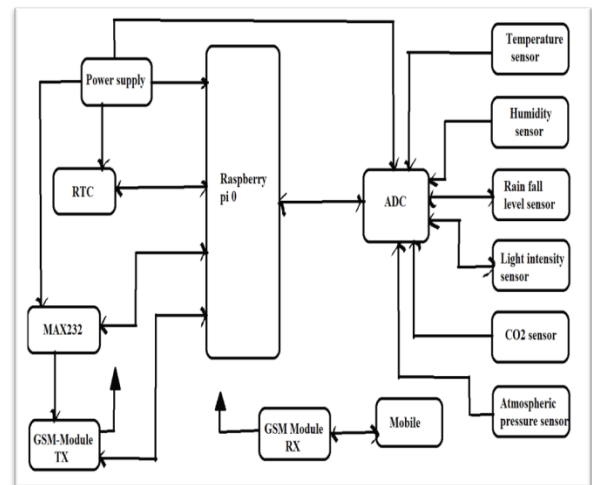 Power supply
RTC
MAX232
GSM-Module
TX
Raspberry
pi 0
GSM Module
RX
Mobile
ADC
Temperature
sensor
Humidity
sensor
Rain fall
level sensor
Light intensity
sensor
CO2 sensor
Atmospheric
pressure sensor